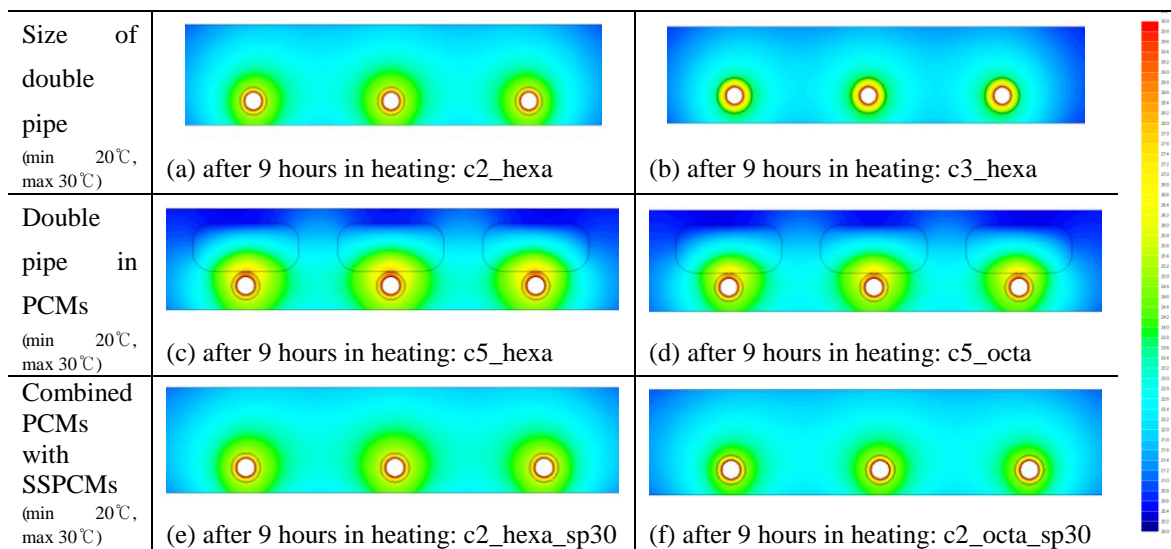 Size of
double
pipe
(min 20℃,
max 30℃)
(a) after 9 hours in heating: c2_hexa
(b) after 9 hours in heating: c3_hexa
Double
pipe in
PCMs
(min 20℃,
max 30℃)
(c) after 9 hours in heating: c5_hexa
(d) after 9 hours in heating: c5_octa
Combined
PCMs
with
SSPCMs
(min 20℃,
max 30℃)
(e) after 9 hours in heating: c2_hexa_sp30
(f) after 9 hours in heating: c2_octa_sp30